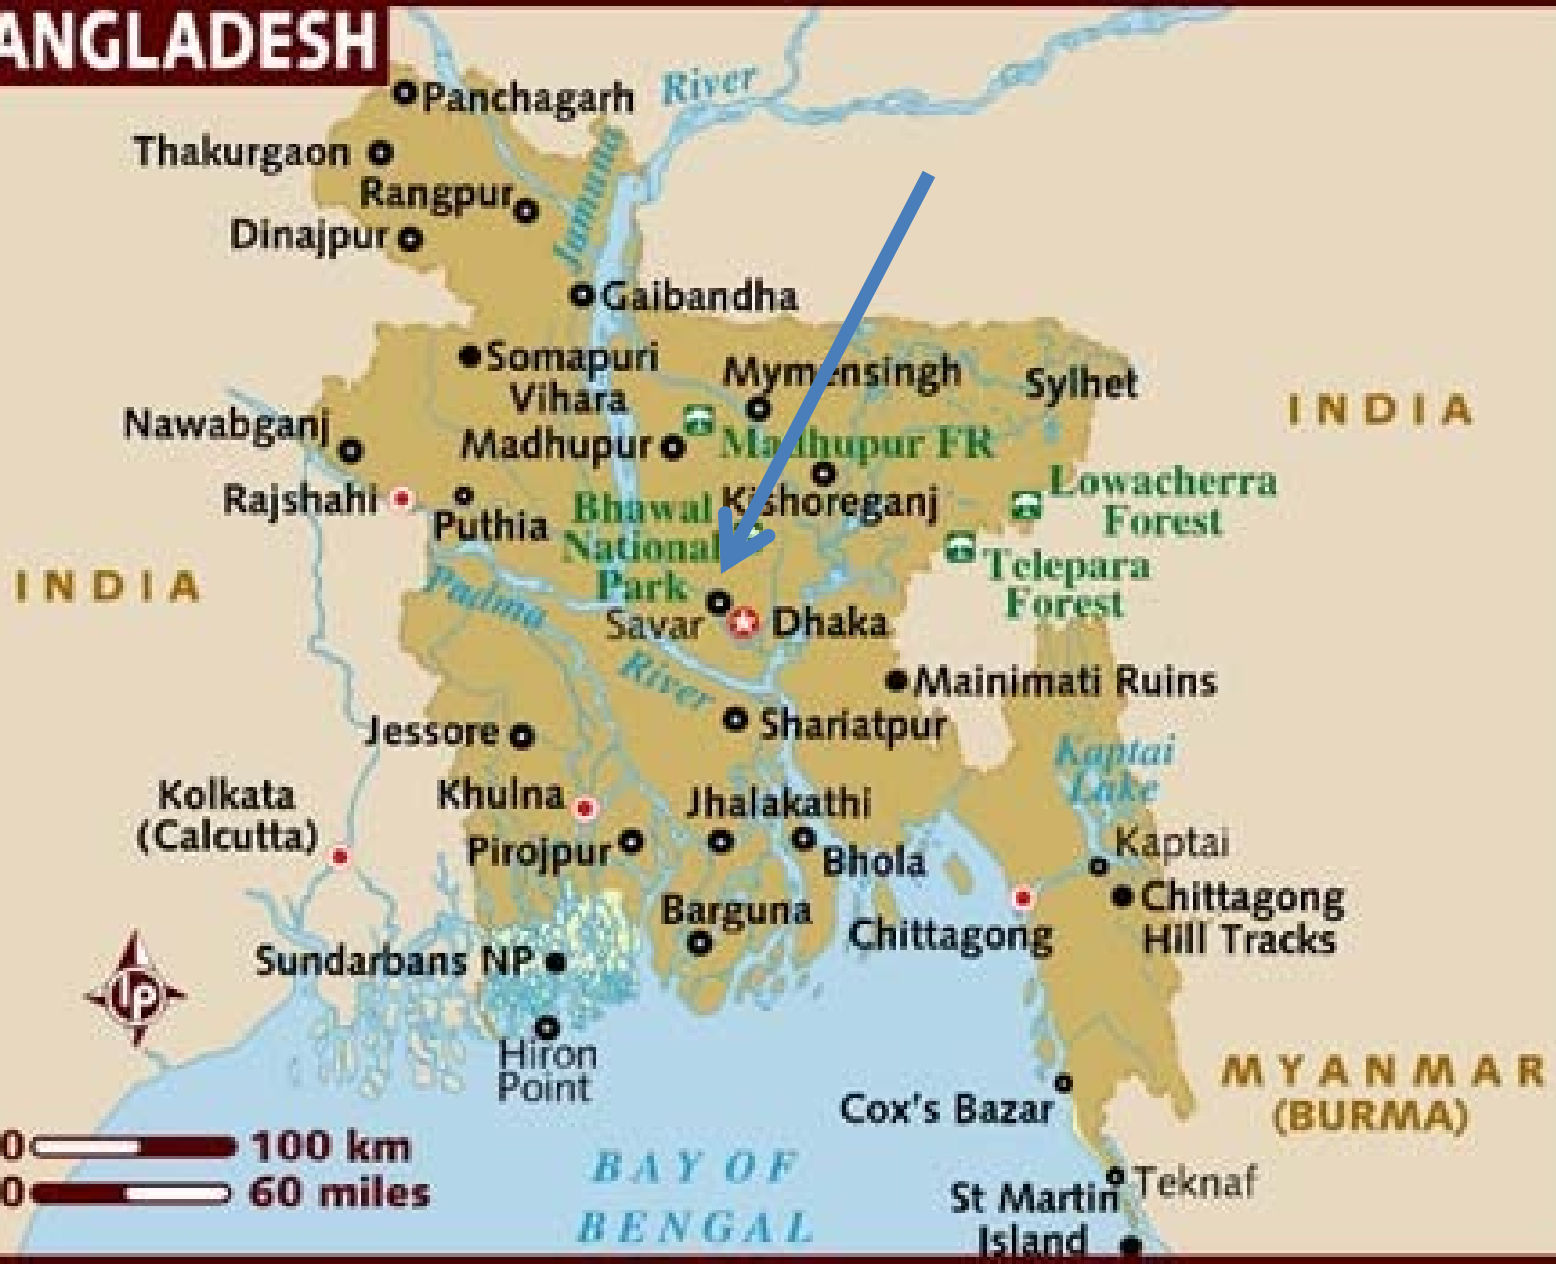 ANGLADESH
Panchagarh
River
Thakurgaon
Jamuna
Rangpur
Dinajpur
Gaibandha
Somapuri
Vihara
Mymensingh
Sylhet
INDIA
Nawabganj
Madhupur
Madhupur FR
Rajshahi
Puthia
Bhawal
National
Park
Kishoreganj
Lowacherra
Forest
Telepara
Forest
INDIA
Padma
River
Savar
Dhaka
Mainimati Ruins
Shariatpur
Jessore
Kaptai
Lake
Kolkata
(Calcutta)
Khulna
Jhalakathi
Pirojpur
Bhola
Kaptai
Barguna
Chittagong
Chittagong
Hill Tracks
Sundarbans NP
lp
Hiron
Point
MYANMAR
(BURMA)
Cox's Bazar
0 100 km
0 60 miles
BAY OF
BENGAL
Teknaf
St Martin
Island